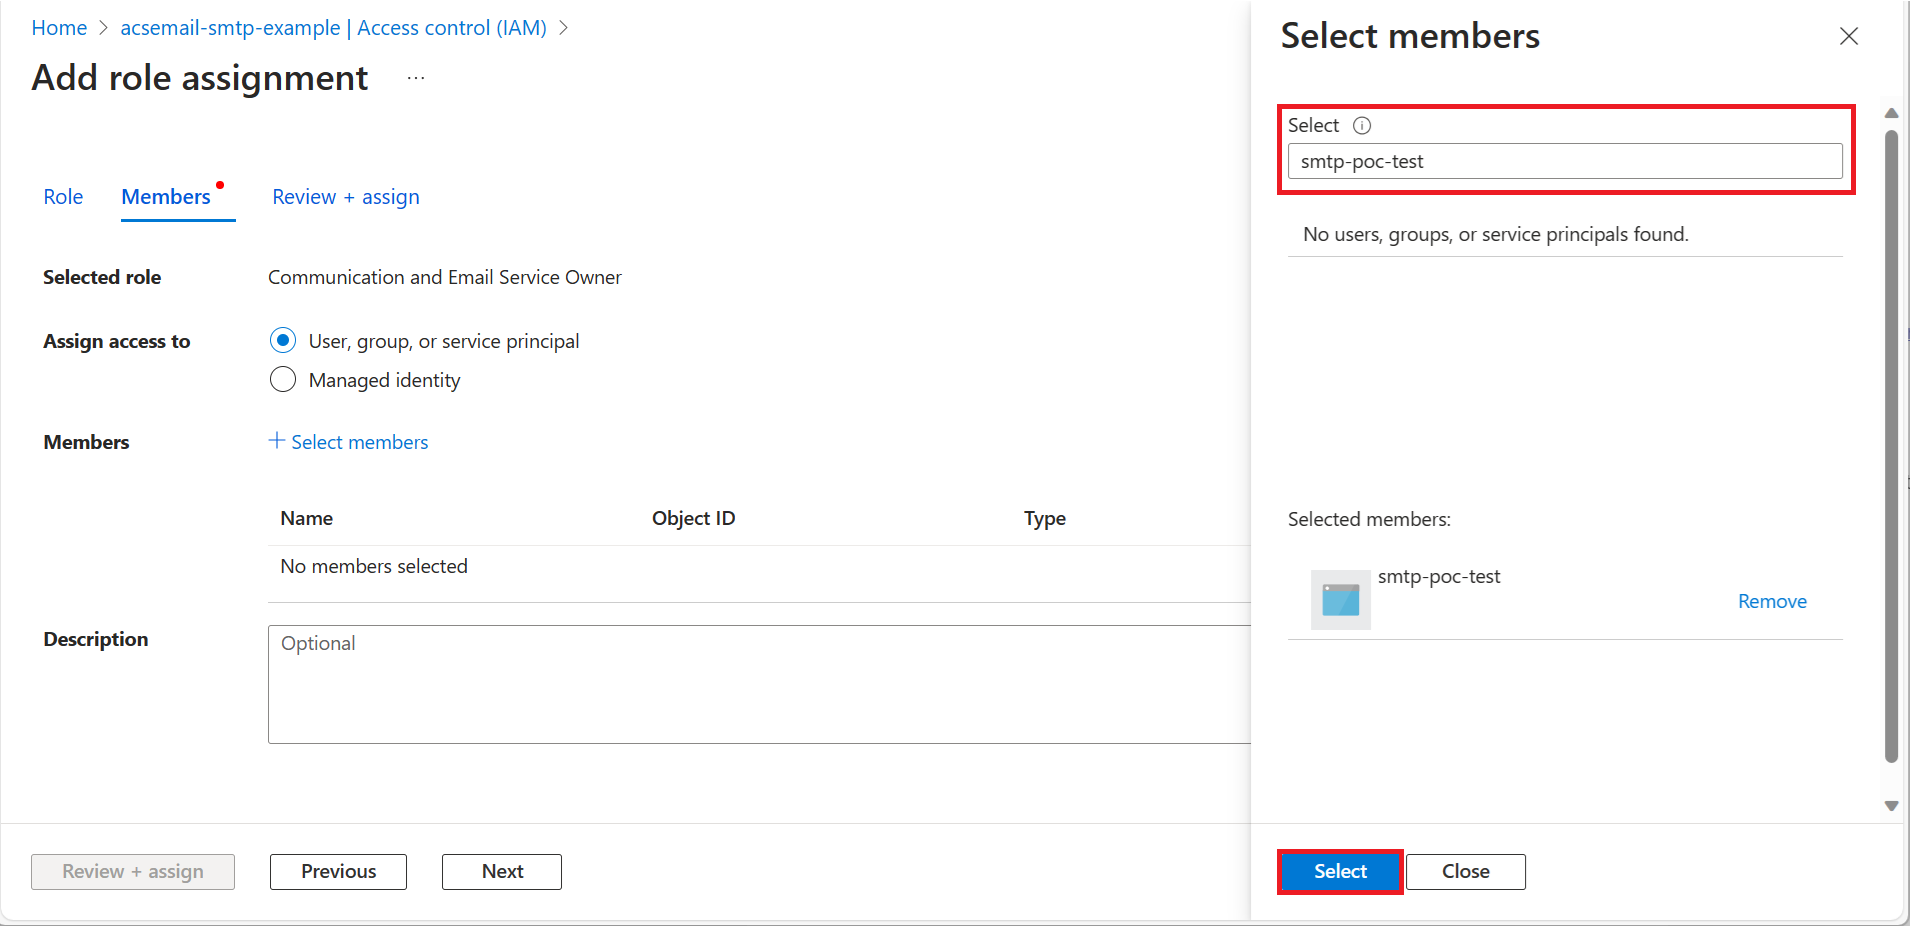 Home > acsemail-smtp-example | Access control (IAM) >
Add role assignment ...
Role Members Review + assign
Selected role Communication and Email Service Owner
Assign access to User, group, or service principal
Managed identity
Members + Select members
Name Object ID Type
No members selected
Description Optional
Review + assign Previous Next
Select members
Select
smtp-poc-test
No users, groups, or service principals found.
Selected members:
smtp-poc-test
Remove
Select Close